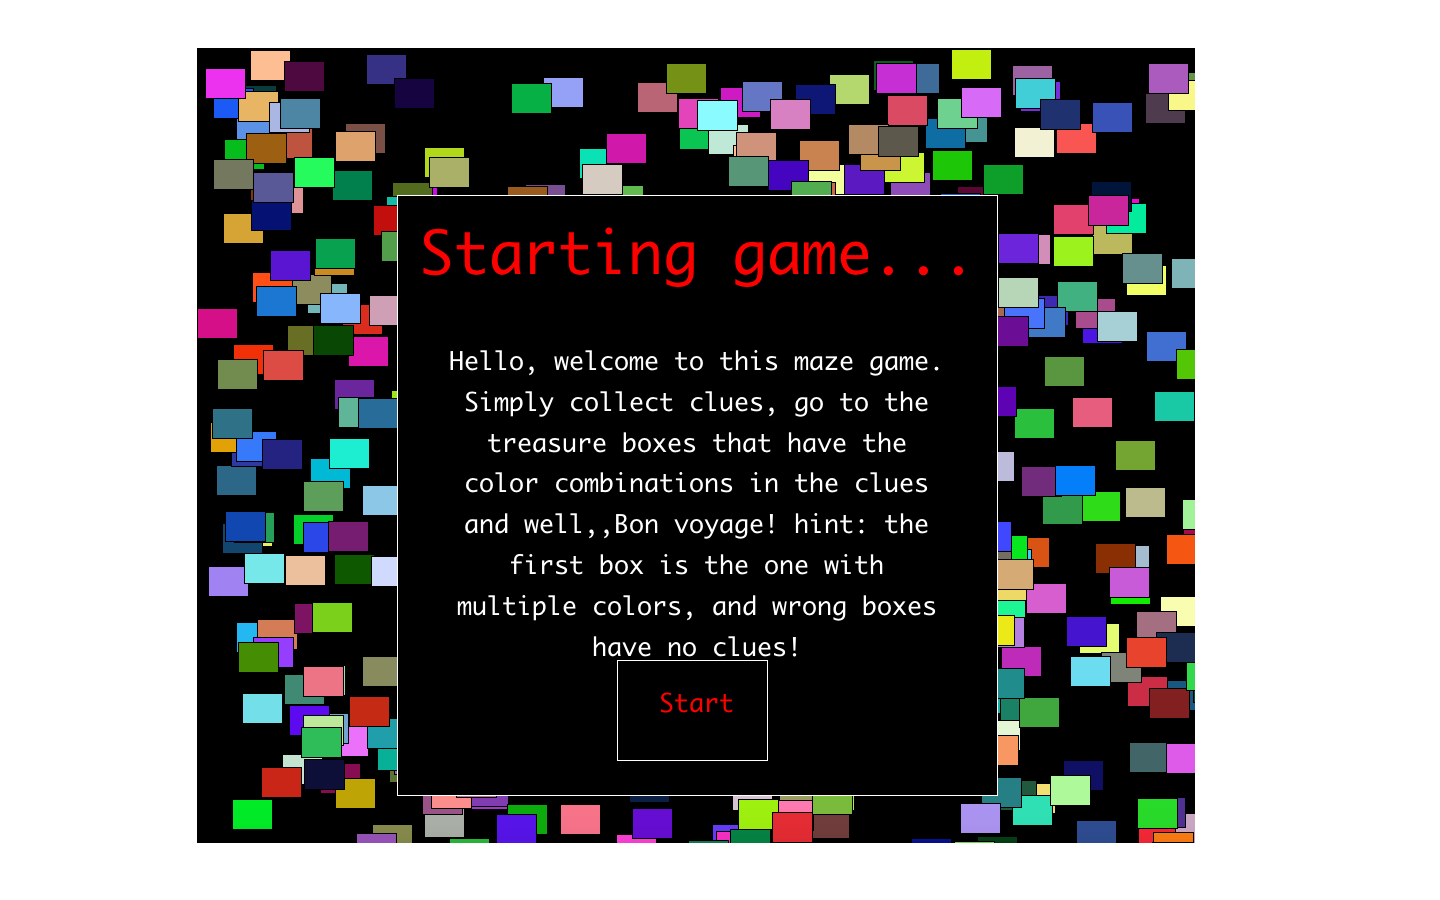 Starting game...
Hello, welcome to this maze game.
Simply collect clues, go to the
treasure boxes that have the
color combinations in the clues
and well,,Bon voyage! hint: the
first box is the one with
multiple colors, and wrong boxes
have no clues!
Start